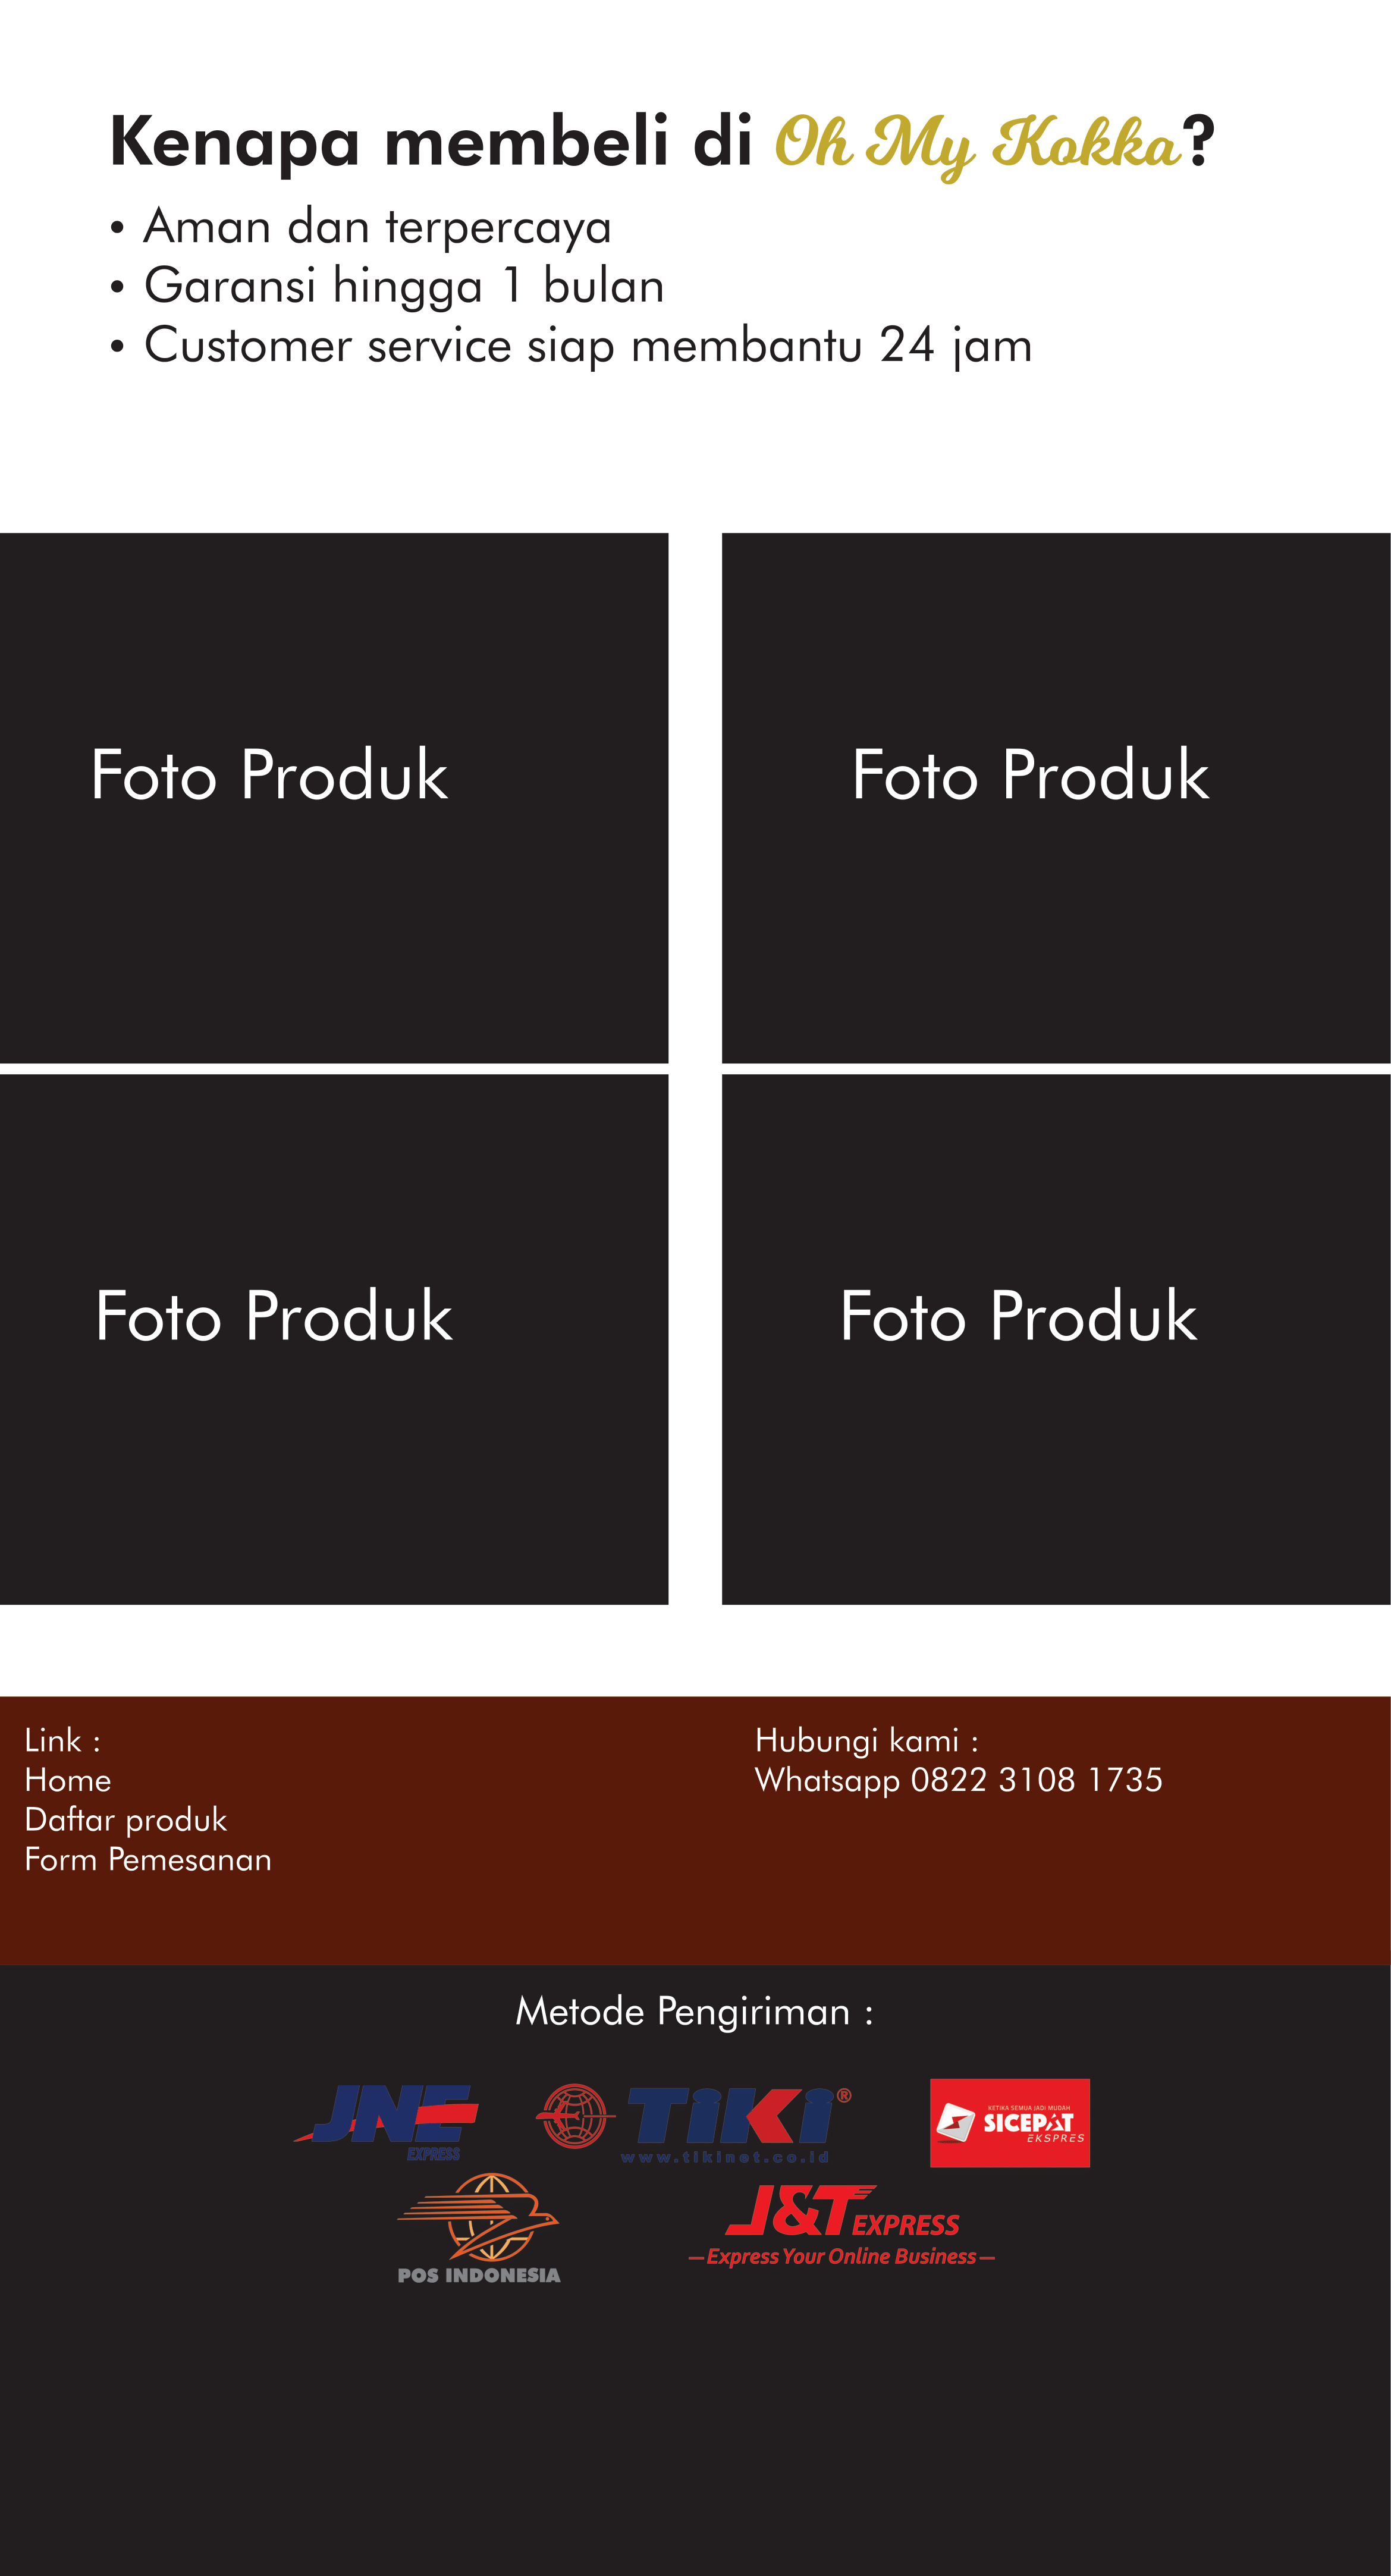 Kenapa membeli di Oh My Kokka?
• Aman dan terpercaya
• Garansi hingga 1 bulan
• Customer service siap membantu 24 jam
Foto Produk
Foto Produk
Foto Produk
Foto Produk
Link :
Home
Daftar produk
Form Pemesanan
Hubungi kami :
Whatsapp 0822 3108 1735
Metode Pengiriman :
JNE
EXPRESS
TiKi®
www.tikinet.co.id
KETIKA SEMUA JADI MUDAH
SICEPAT
EKSPRES
POS INDONESIA
J&T EXPRESS
—Express Your Online Business—